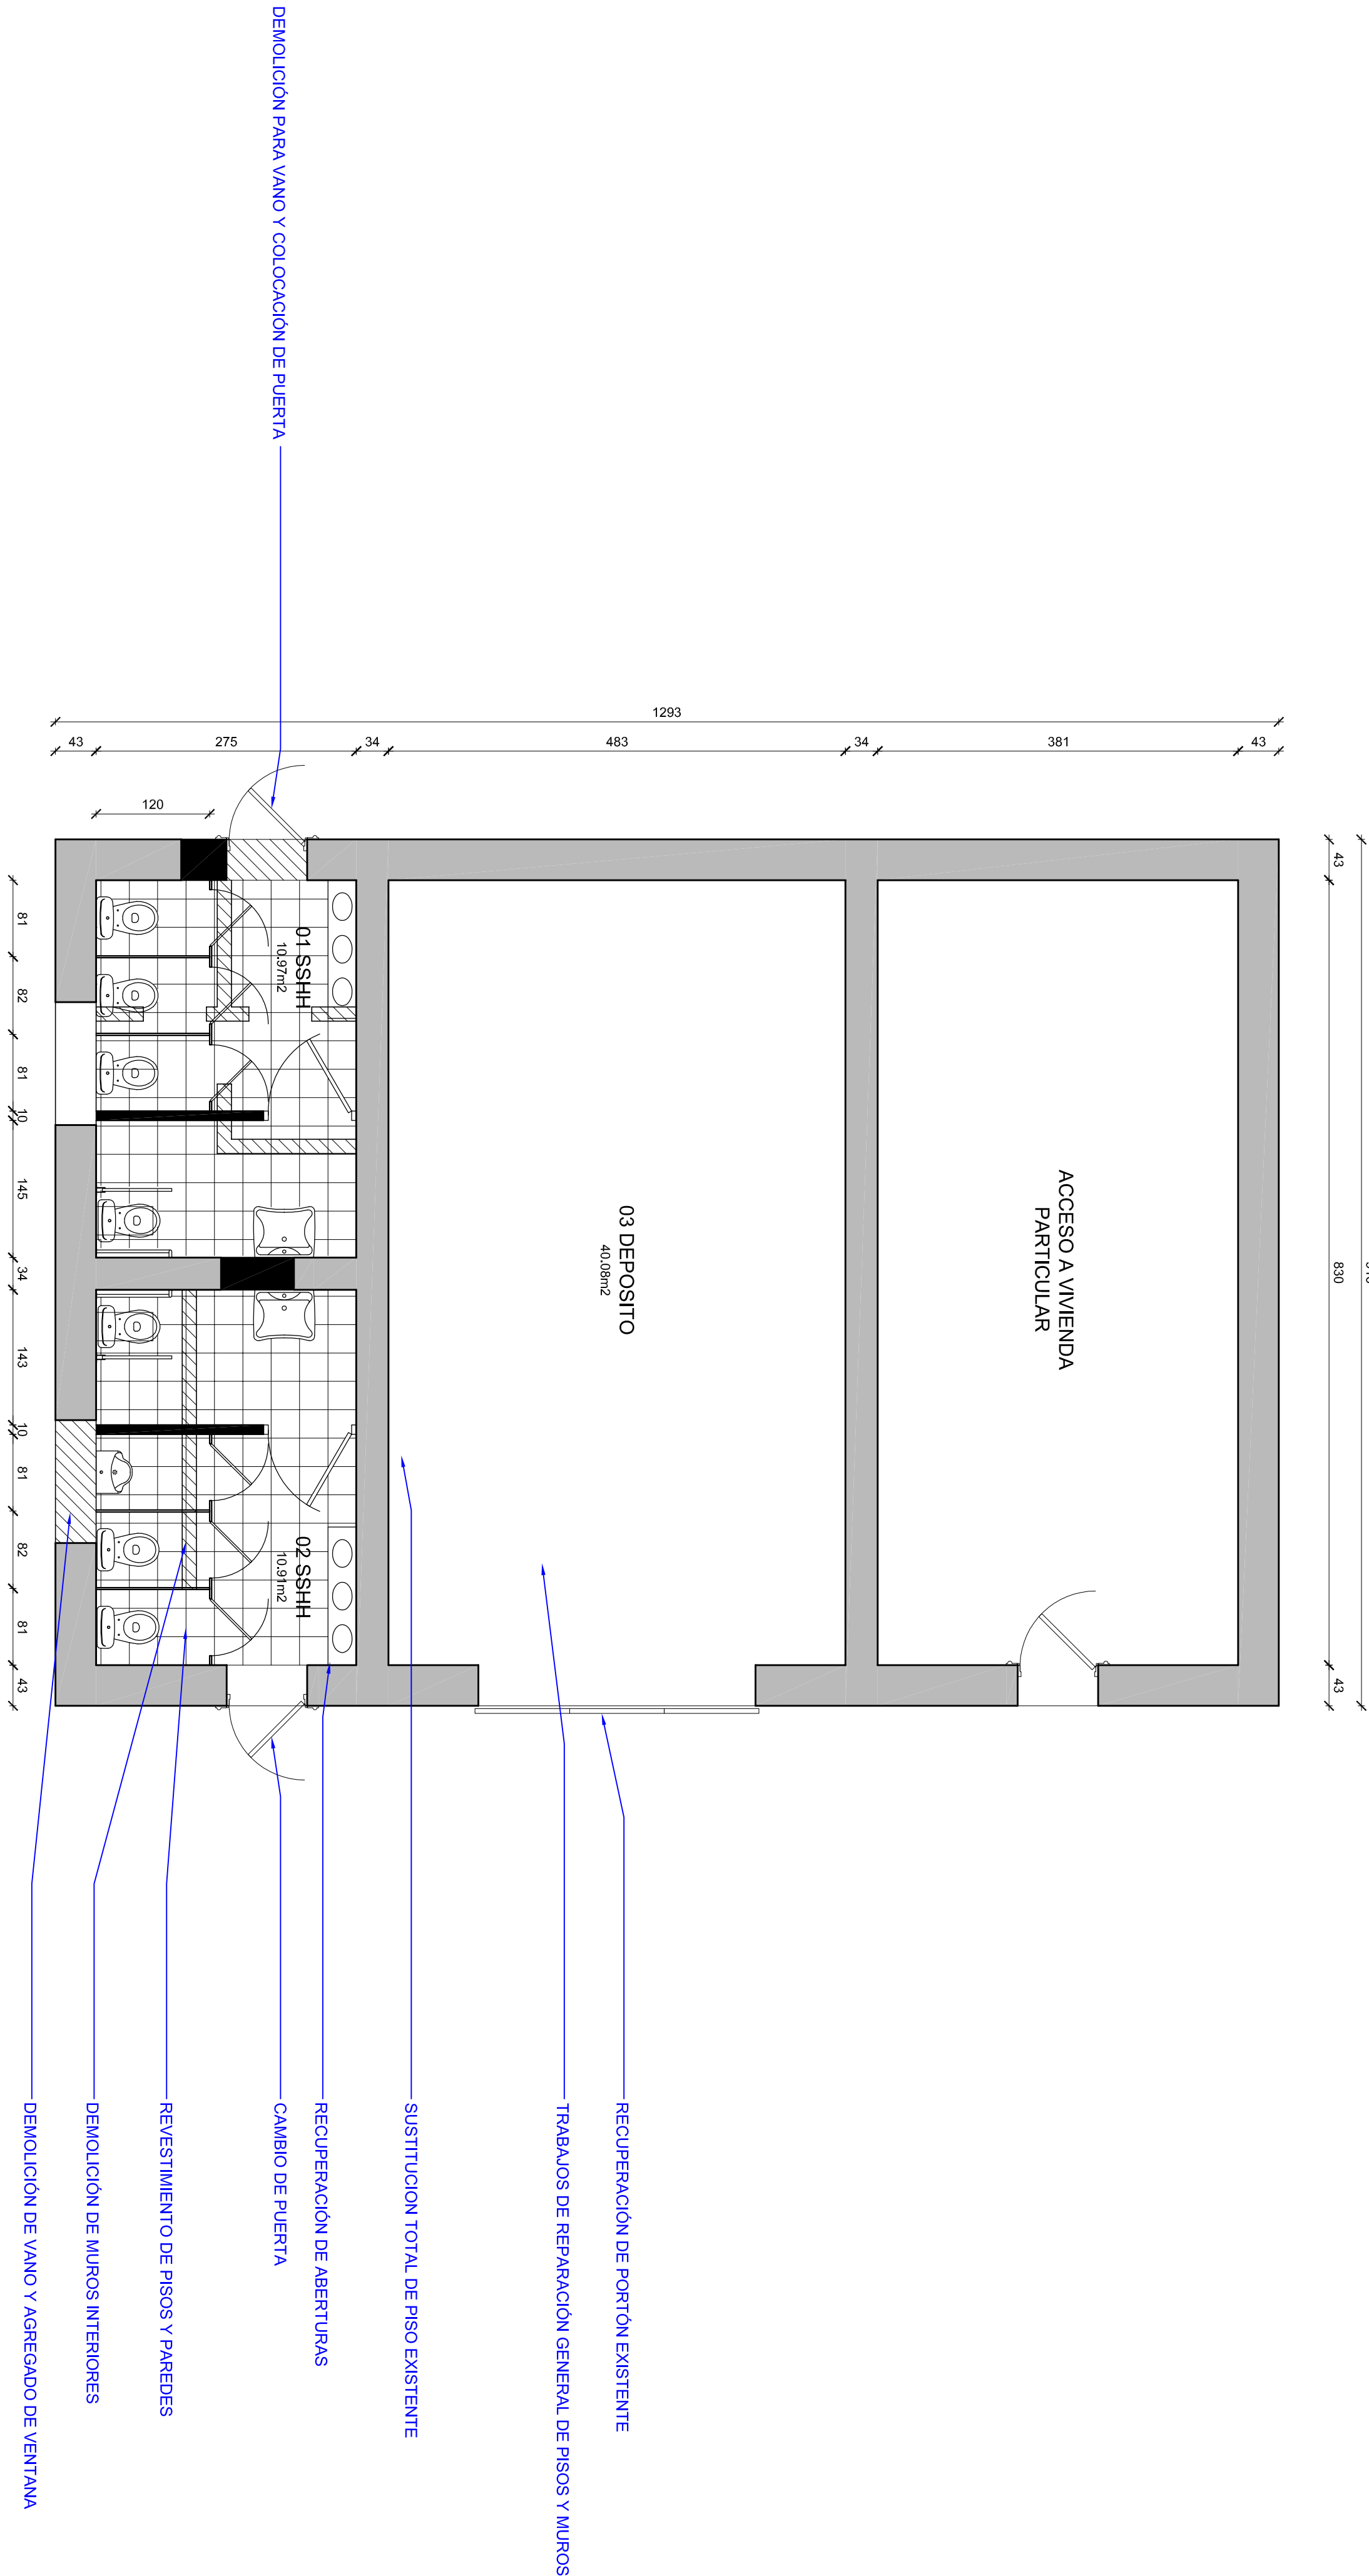 DEMOLICIÓN PARA VANO Y COLOCACIÓN DE PUERTA
1293
43
275
34
483
34
381
43
120
43
830
43
81
82
81
10
145
34
143
10
81
82
81
43
01 SSHH
10.97m2
03 DEPOSITO
40.08m2
ACCESO A VIVIENDA
PARTICULAR
02 SSHH
10.91m2
RECUPERACIÓN DE PORTÓN EXISTENTE
TRABAJOS DE REPARACIÓN GENERAL DE PISOS Y MUROS
SUSTITUCION TOTAL DE PISO EXISTENTE
RECUPERACIÓN DE ABERTURAS
CAMBIO DE PUERTA
REVESTIMIENTO DE PISOS Y PAREDES
DEMOLICIÓN DE MUROS INTERIORES
DEMOLICIÓN DE VANO Y AGREGADO DE VENTANA